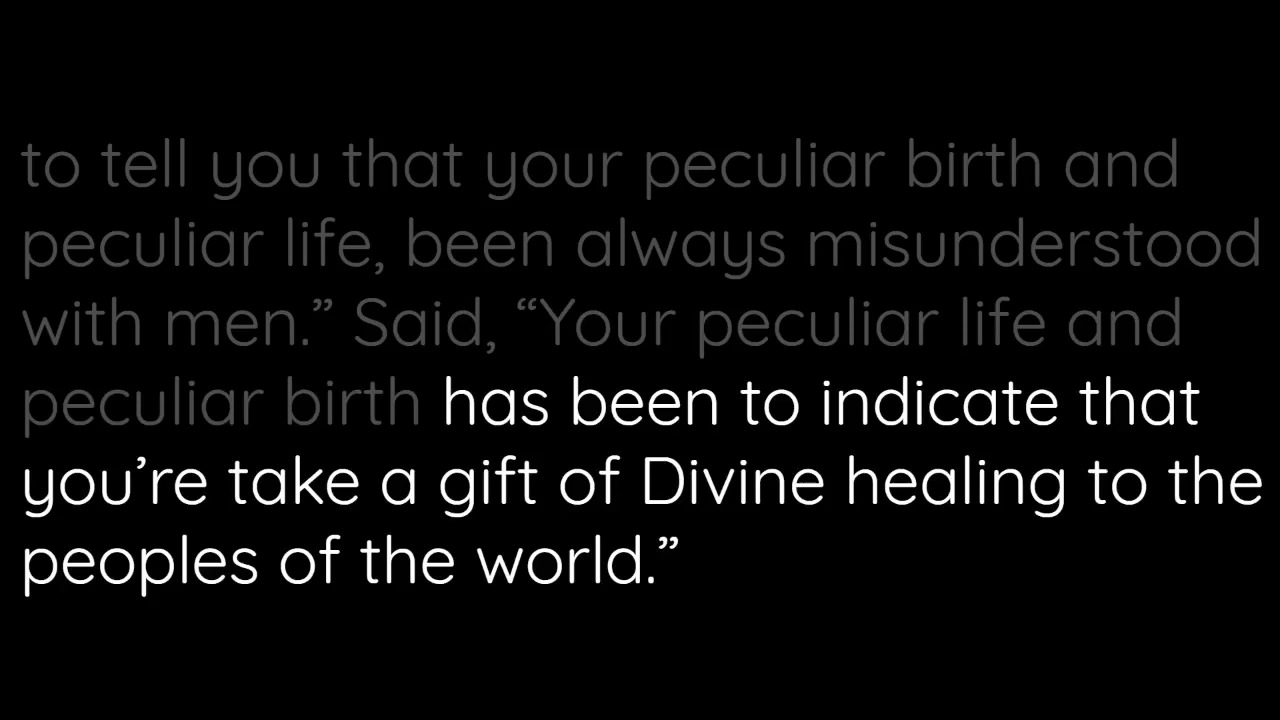 to tell you that your peculiar birth and
peculiar life, been always misunderstood
with men.” Said, “Your peculiar life and
peculiar birth has been to indicate that
you’re take a gift of Divine healing to the
peoples of the world.”